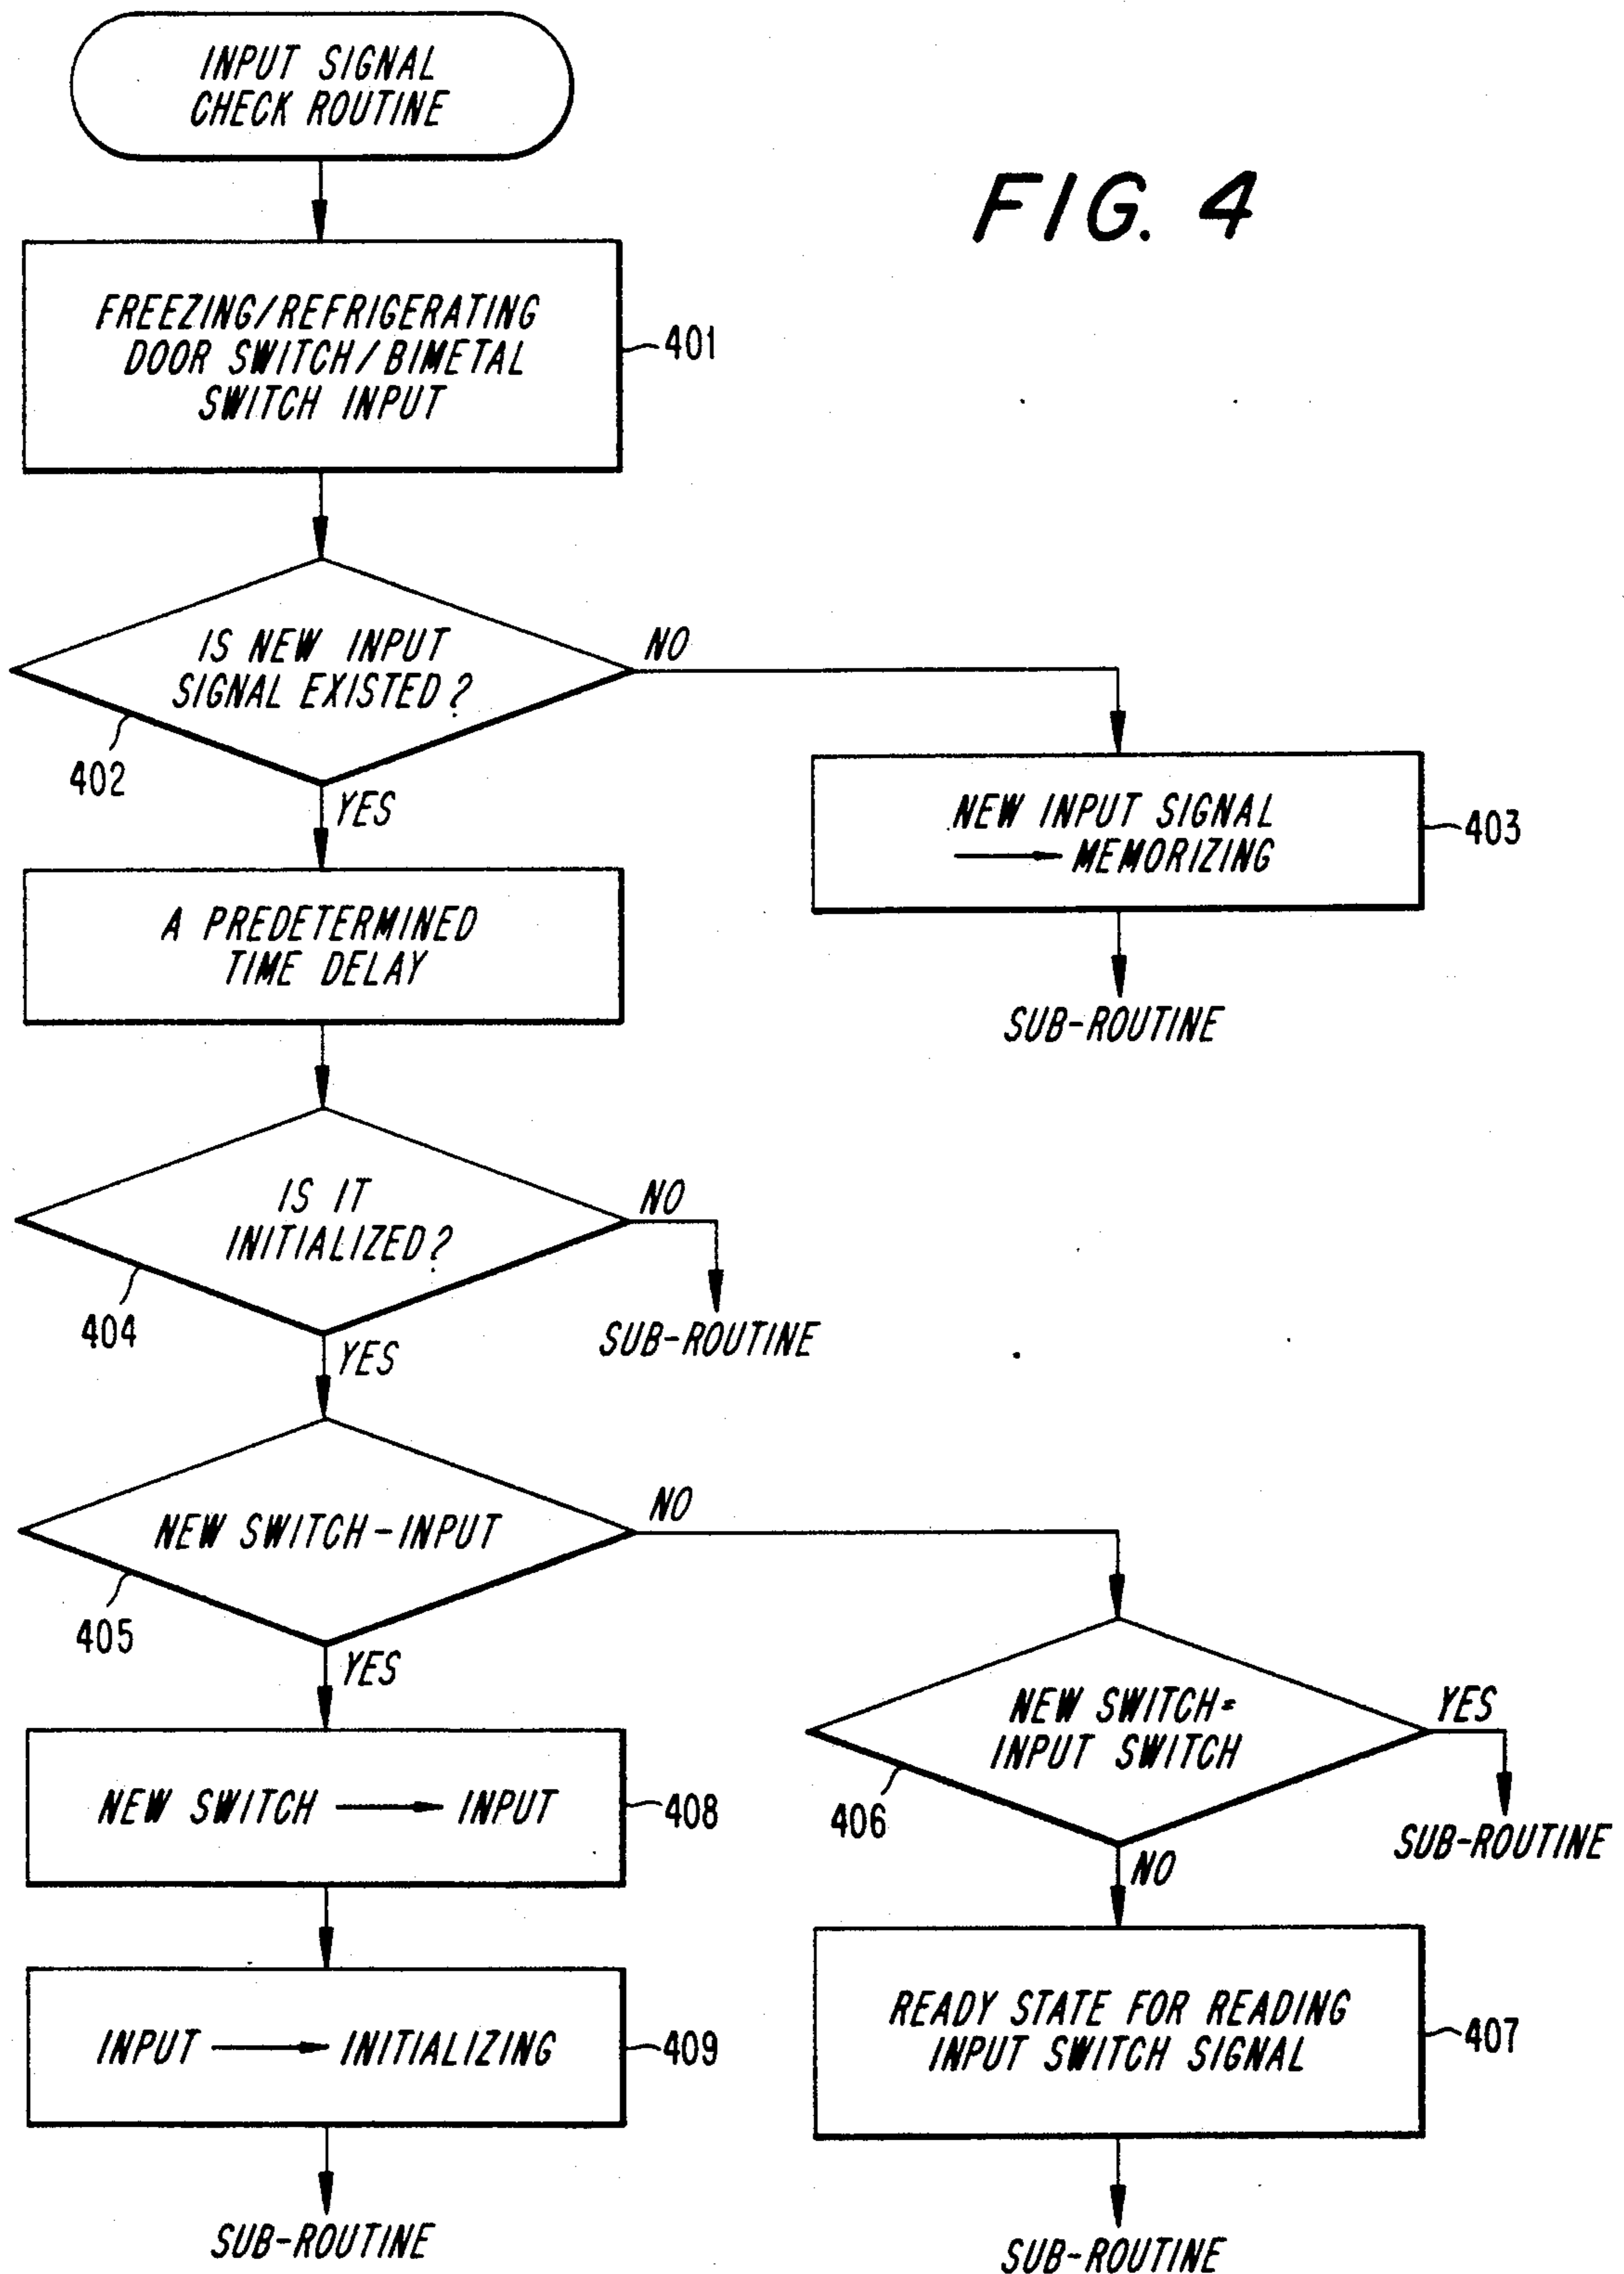 INPUT SIGNAL
CHECK ROUTINE
FIG. 4
FREEZING/REFRIGERATING
DOOR SWITCH/BIMETAL
SWITCH INPUT
401
IS NEW INPUT
SIGNAL EXISTED?
402
NO
YES
NEW INPUT SIGNAL
→ MEMORIZING
403
SUB-ROUTINE
A PREDETERMINED
TIME DELAY
IS IT
INITIALIZED?
404
NO
SUB-ROUTINE
YES
NEW SWITCH-INPUT
405
NO
YES
NEW SWITCH=
INPUT SWITCH
406
YES
SUB-ROUTINE
NO
NEW SWITCH → INPUT
408
READY STATE FOR READING
INPUT SWITCH SIGNAL
407
INPUT → INITIALIZING
409
SUB-ROUTINE
SUB-ROUTINE